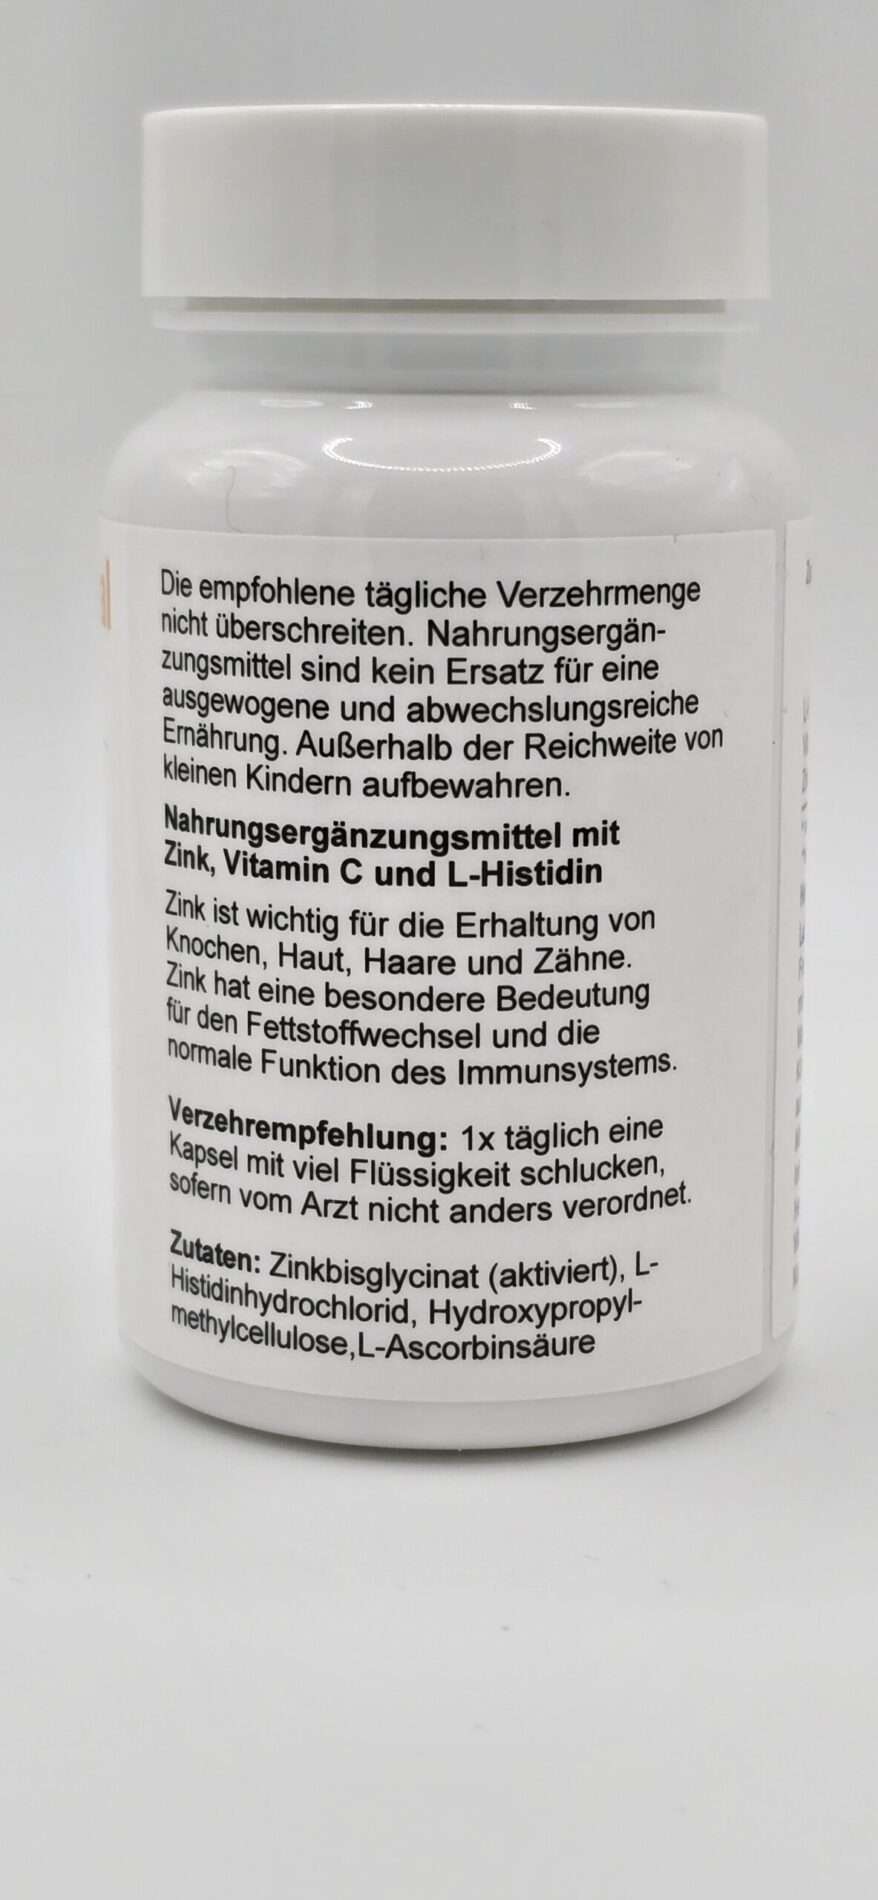 Die empfohlene tägliche Verzehrmenge
nicht überschreiten. Nahrungsergän-
zungsmittel sind kein Ersatz für eine
ausgewogene und abwechslungsreiche
Ernährung. Außerhalb der Reichweite von
kleinen Kindern aufbewahren.
Nahrungsergänzungsmittel mit
Zink, Vitamin C und L-Histidin
Zink ist wichtig für die Erhaltung von
Knochen, Haut, Haare und Zähne.
Zink hat eine besondere Bedeutung
für den Fettstoffwechsel und die
normale Funktion des Immunsystems.
Verzehrempfehlung: 1x täglich eine
Kapsel mit viel Flüssigkeit schlucken,
sofern vom Arzt nicht anders verordnet.
Zutaten: Zinkbisglycinat (aktiviert), L-
Histidinhydrochlorid, Hydroxypropyl-
methylcellulose,L-Ascorbinsäure